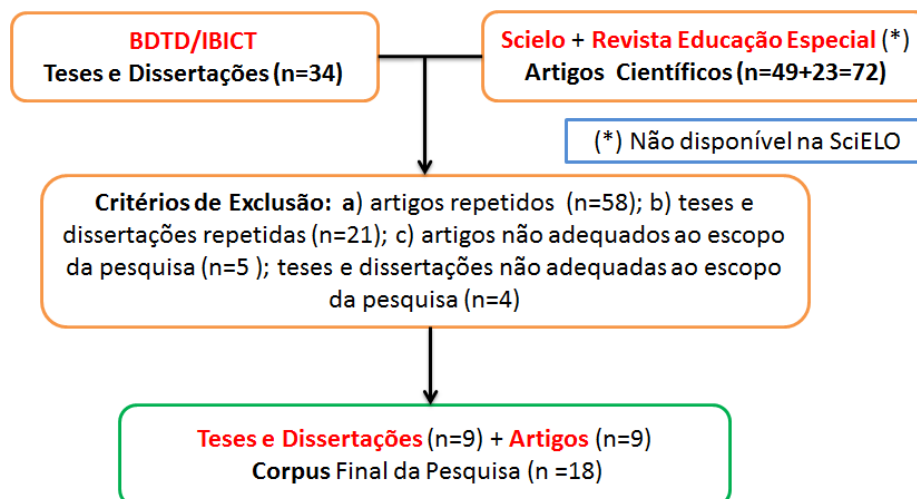 BDTD/IBICT
Teses e Dissertações (n=34)
Scielo + Revista Educação Especial (*)
Artigos Científicos (n=49+23=72)
(*) Não disponível na SciELO
Critérios de Exclusão: a) artigos repetidos (n=58); b) teses e
dissertações repetidas (n=21); c) artigos não adequados ao escopo
da pesquisa (n=5 ); teses e dissertações não adequadas ao escopo
da pesquisa (n=4)
Teses e Dissertações (n=9) + Artigos (n=9)
Corpus Final da Pesquisa (n =18)